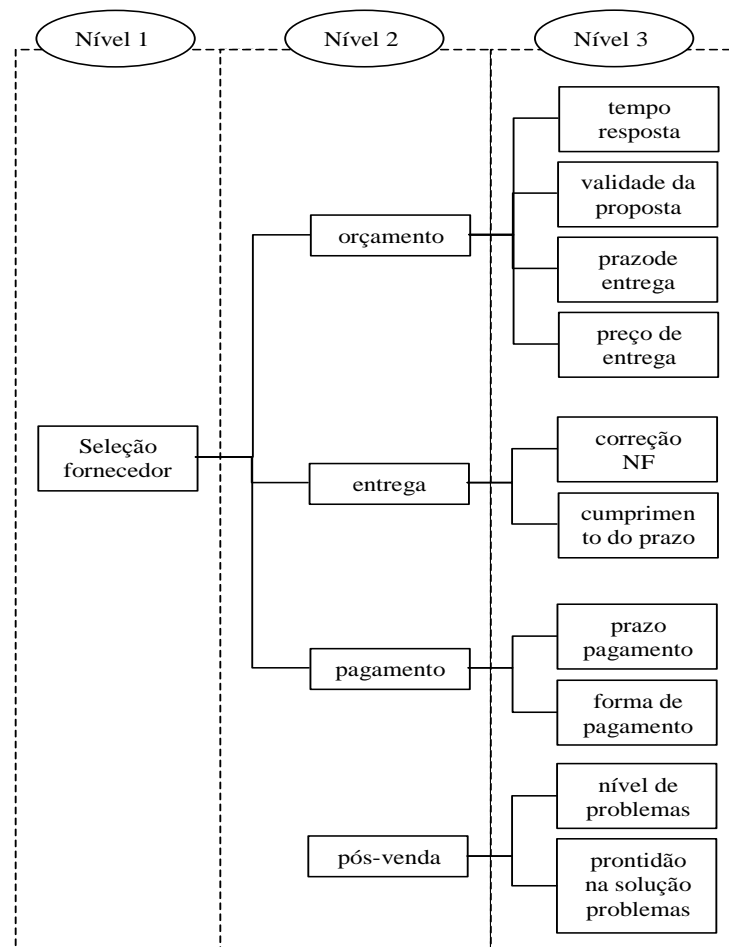 Nível 1
Nível 2
Nível 3
tempo
resposta
validade da
proposta
orçamento
prazode
entrega
preço de
entrega
Seleção
fornecedor
correção
NF
entrega
cumprimen
to do prazo
prazo
pagamento
pagamento
forma de
pagamento
nível de
problemas
pós-venda
prontidão
na solução
problemas